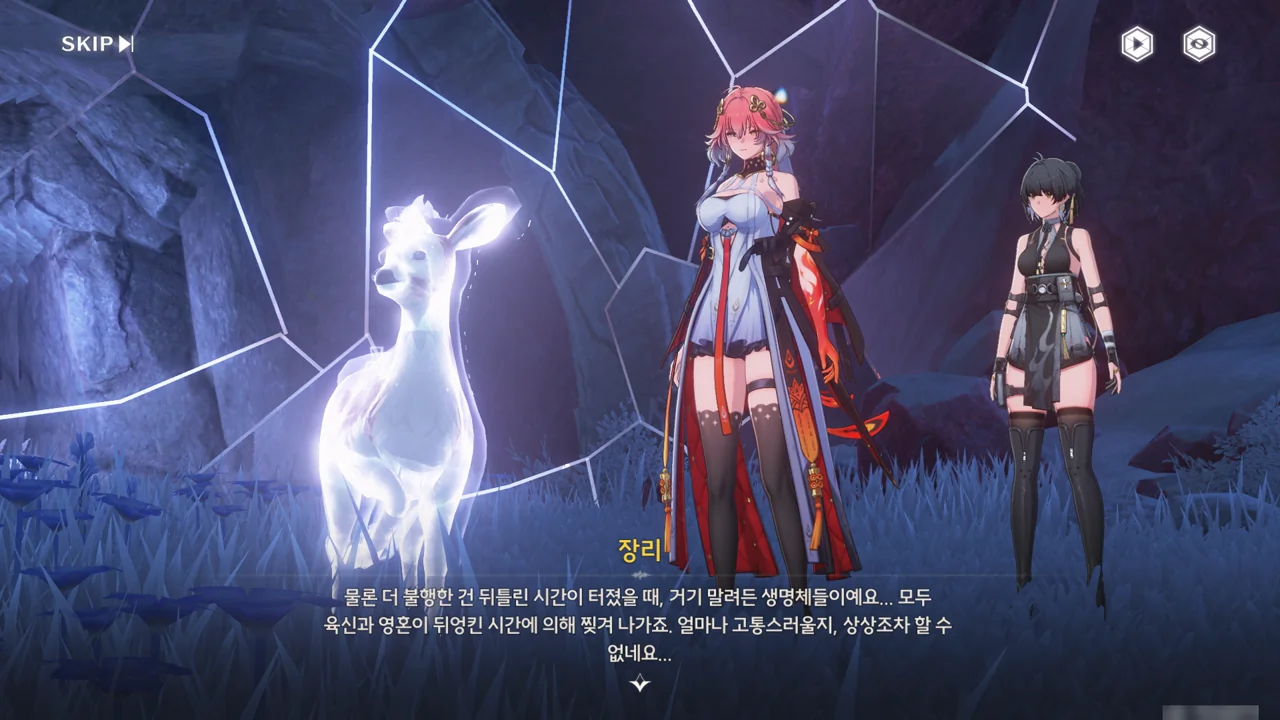 SKIP
장리
물론 더 불행한 건 뒤틀린 시간이 터졌을 때, 거기 말려든 생명체들이예요... 모두
육신과 영혼이 뒤엉킨 시간에 의해 찢겨 나가죠. 얼마나 고통스러울지, 상상조차 할 수
없네요...